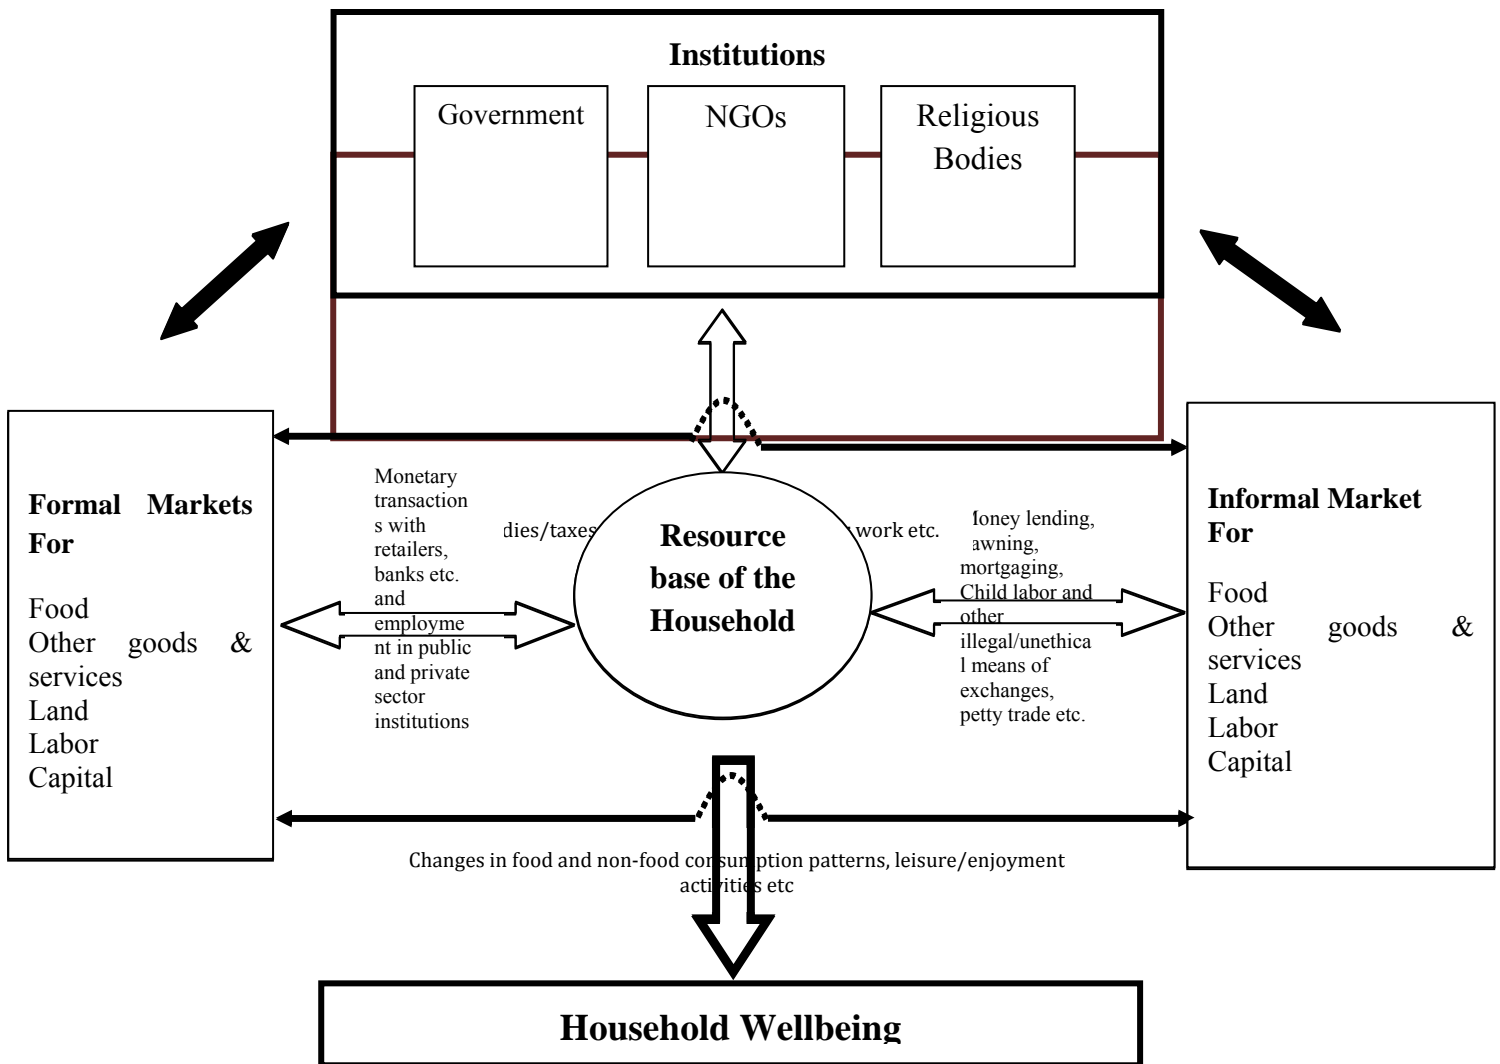 Institutions
Government
NGOs
Religious
Bodies
Formal Markets
For
Food
Other goods &
services
Land
Labor
Capital
Monetary
transaction
s with
retailers,
banks etc.
and
employme
nt in public
and private
sector
institutions
dies/taxes
Resource
base of the
Household
work etc.
Money lending,
awning,
mortgaging,
Child labor and
other
illegal/unethica
l means of
exchanges,
petty trade etc.
Informal Market
For
Food
Other goods &
services
Land
Labor
Capital
Changes in food and non-food consumption patterns, leisure/enjoyment
activities etc
Household Wellbeing